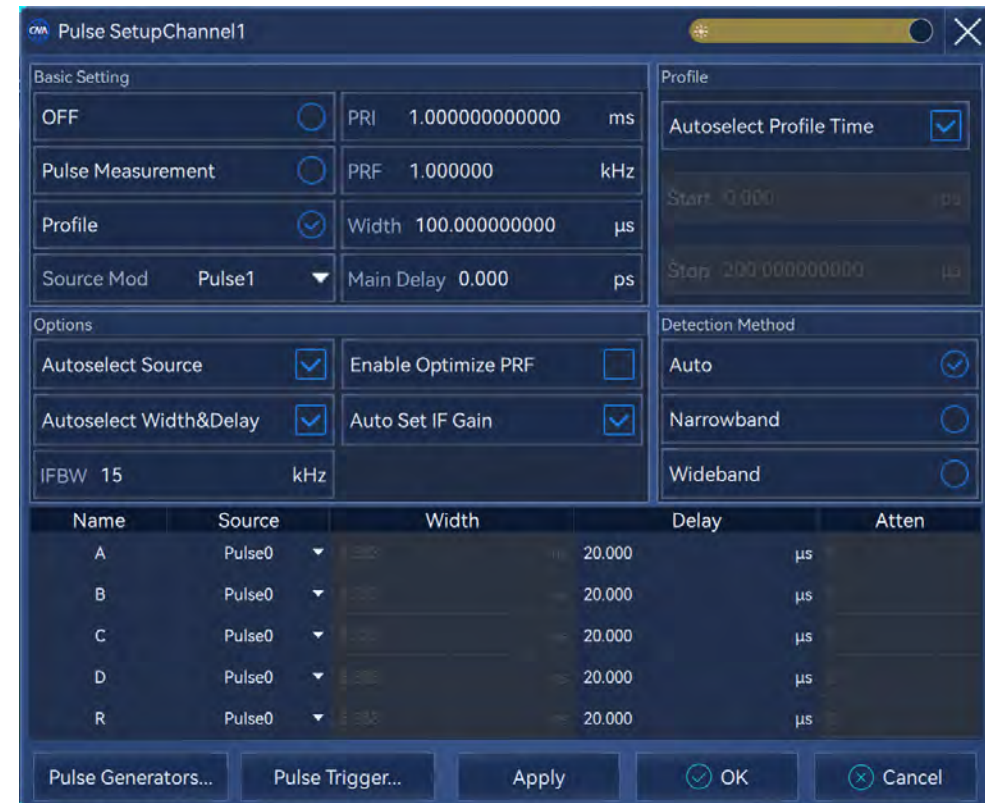 CNA Pulse SetupChannel1
Basic Setting
OFF
PRI 1.000000000000 ms
Pulse Measurement
PRF 1.000000 kHz
Profile
Width 100.000000000 µs
Source Mod Pulse1
Main Delay 0.000 ps
Profile
Autoselect Profile Time
Start 0.000 ps
Stop 200.000000000 µs
Options
Autoselect Source
Enable Optimize PRF
Autoselect Width&Delay
Auto Set IF Gain
IFBW 15 kHz
Detection Method
Auto
Narrowband
Wideband
Name Source Width Delay Atten
A Pulse0 20.000 µs
B Pulse0 20.000 µs
C Pulse0 20.000 µs
D Pulse0 20.000 µs
R Pulse0 20.000 µs
Pulse Generators... Pulse Trigger... Apply OK Cancel